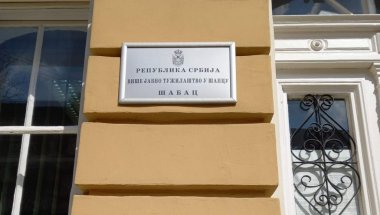 РЕПУБЛИКА СРБИЈА
ВИШЕ ЈАВНО ТУЖИЛАШТВО У ШАПЦУ
ШАБАЦ